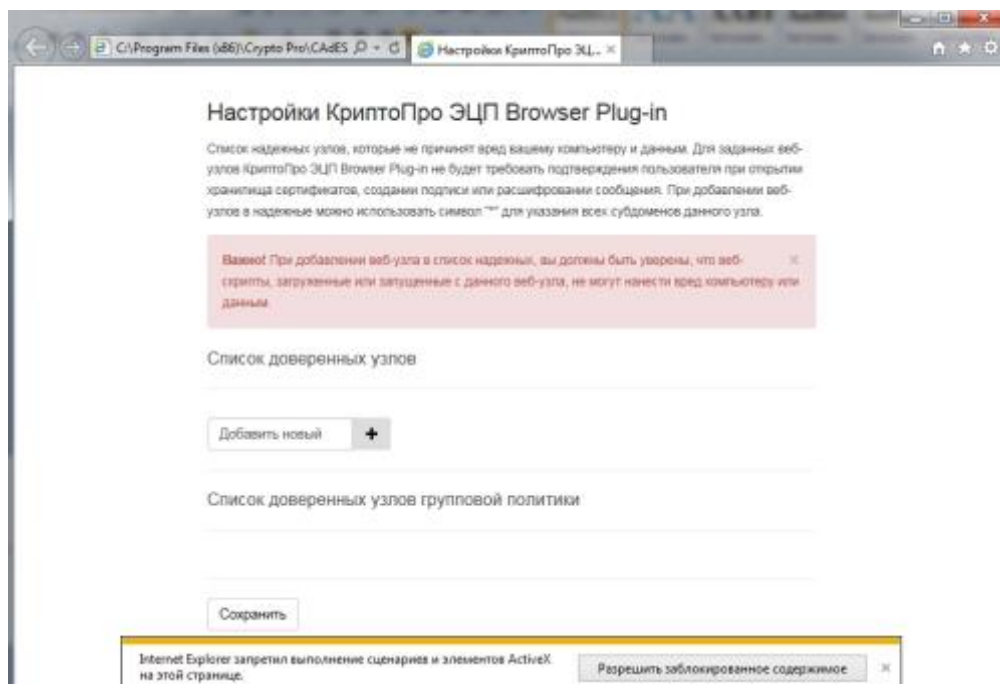 C:\Program Files (x86)\Crypto Pro\CAdES
Настройки КриптоПро ЭЦ...
Настройки КриптоПро ЭЦП Browser Plug-in
Список надежных узлов, которые не причинят вред вашему компьютеру и данным. Для заданных веб-
узлов КриптоПро ЭЦП Browser Plug-in не будет требовать подтверждения пользователя при открытии
хранилища сертификатов, создании подписи или расшифровании сообщения. При добавлении веб-
узлов в надежные можно использовать символ "*" для указания всех субдоменов данного узла.
Важно! При добавлении веб-узла в список надежных, вы должны быть уверены, что веб-
скрипты, загруженные или запущенные с данного веб-узла, не могут нанести вред компьютеру или
данным.
Список доверенных узлов
Добавить новый
Список доверенных узлов групповой политики
Сохранить
Internet Explorer запретил выполнение сценариев и элементов ActiveX
на этой странице.
Разрешить заблокированное содержимое